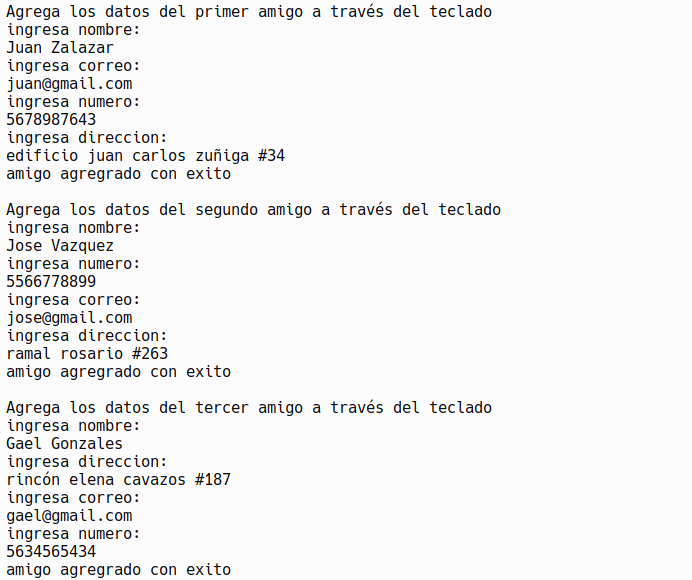 Agrega los datos del primer amigo a través del teclado
ingresa nombre:
Juan Zalazar
ingresa correo:
juan@gmail.com
ingresa numero:
5678987643
ingresa direccion:
edificio juan carlos zuñiga #34
amigo agregrado con exito

Agrega los datos del segundo amigo a través del teclado
ingresa nombre:
Jose Vazquez
ingresa numero:
5566778899
ingresa correo:
jose@gmail.com
ingresa direccion:
ramal rosario #263
amigo agregrado con exito

Agrega los datos del tercer amigo a través del teclado
ingresa nombre:
Gael Gonzales
ingresa direccion:
rincón elena cavazos #187
ingresa correo:
gael@gmail.com
ingresa numero:
5634565434
amigo agregrado con exito